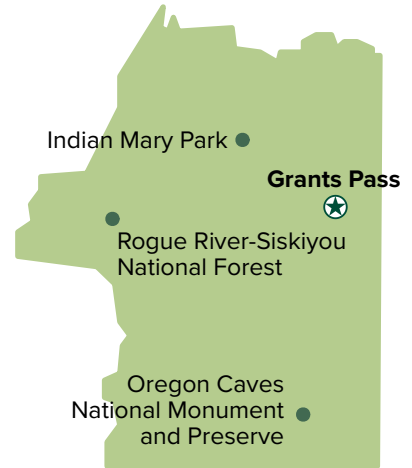 Indian Mary Park
Grants Pass
Rogue River-Siskiyou
National Forest
Oregon Caves
National Monument
and Preserve